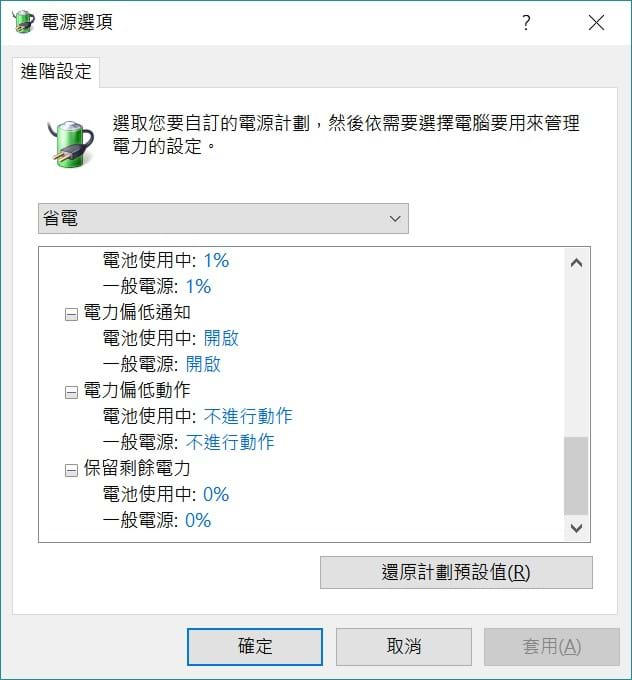 電源選項
進階設定
選取您要自訂的電源計劃，然後依需要選擇電腦要用來管理
電力的設定。
省電
電池使用中: 1%
一般電源: 1%
電力偏低通知
電池使用中: 開啟
一般電源: 開啟
電力偏低動作
電池使用中: 不進行動作
一般電源: 不進行動作
保留剩餘電力
電池使用中: 0%
一般電源: 0%
還原計劃預設值(R)
確定
取消
套用(A)